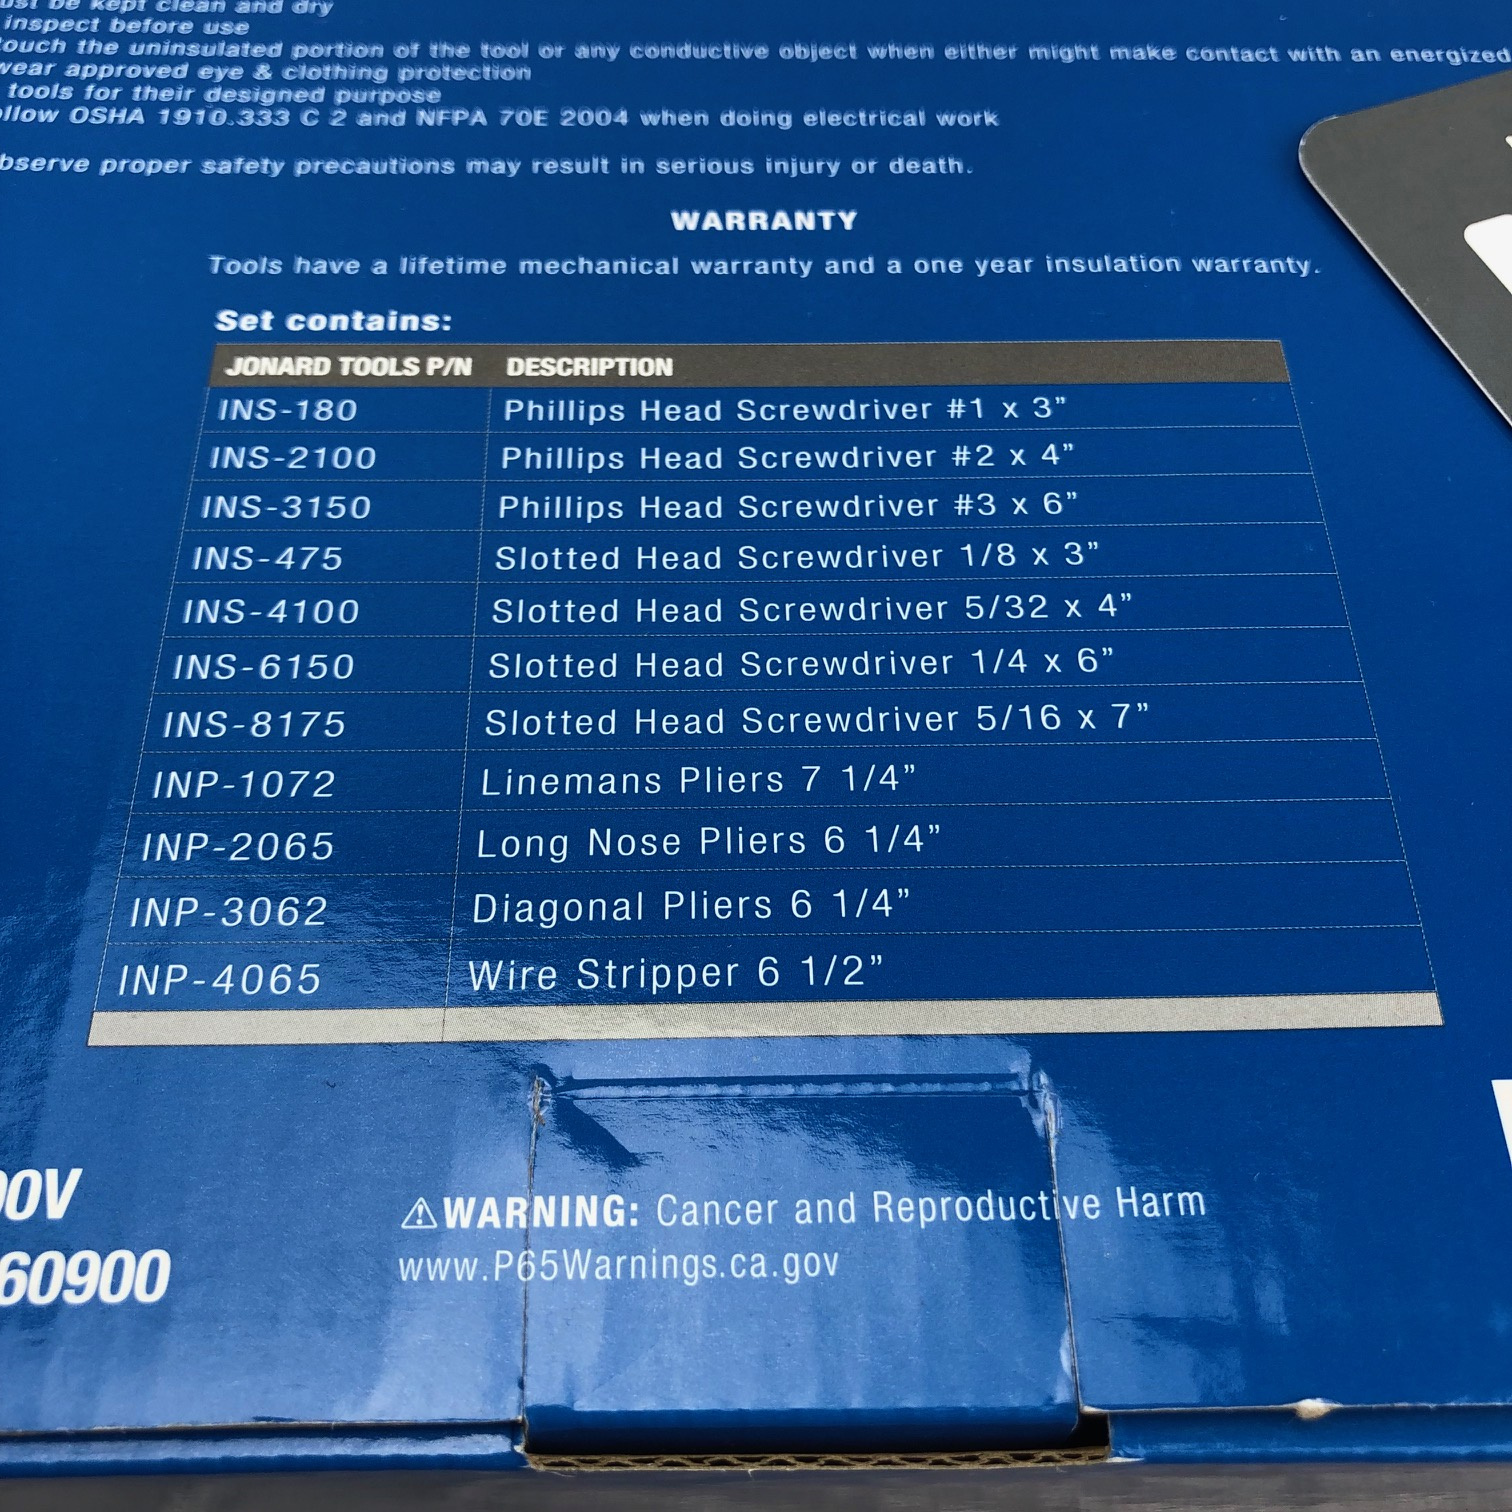 be kept clean and dry
inspect before use
touch the uninsulated portion of the tool or any conductive object when either might make contact with an energized
wear approved eye & clothing protection
tools for their designed purpose
OSHA 1910.333 C 2 and NFPA 70E 2004 when doing electrical work
proper safety precautions may result in serious injury or death.
WARRANTY
Tools have a lifetime mechanical warranty and a one year insulation warranty.
Set contains:
JONARD TOOLS P/N DESCRIPTION
INS-180 Phillips Head Screwdriver #1 x 3”
INS-2100 Phillips Head Screwdriver #2 x 4”
INS-3150 Phillips Head Screwdriver #3 x 6”
INS-475 Slotted Head Screwdriver 1/8 x 3”
INS-4100 Slotted Head Screwdriver 5/32 x 4”
INS-6150 Slotted Head Screwdriver 1/4 x 6”
INS-8175 Slotted Head Screwdriver 5/16 x 7”
INP-1072 Linemans Pliers 7 1/4”
INP-2065 Long Nose Pliers 6 1/4”
INP-3062 Diagonal Pliers 6 1/4”
INP-4065 Wire Stripper 6 1/2”
00V
60900
⚠WARNING: Cancer and Reproductive Harm
www.P65Warnings.ca.gov